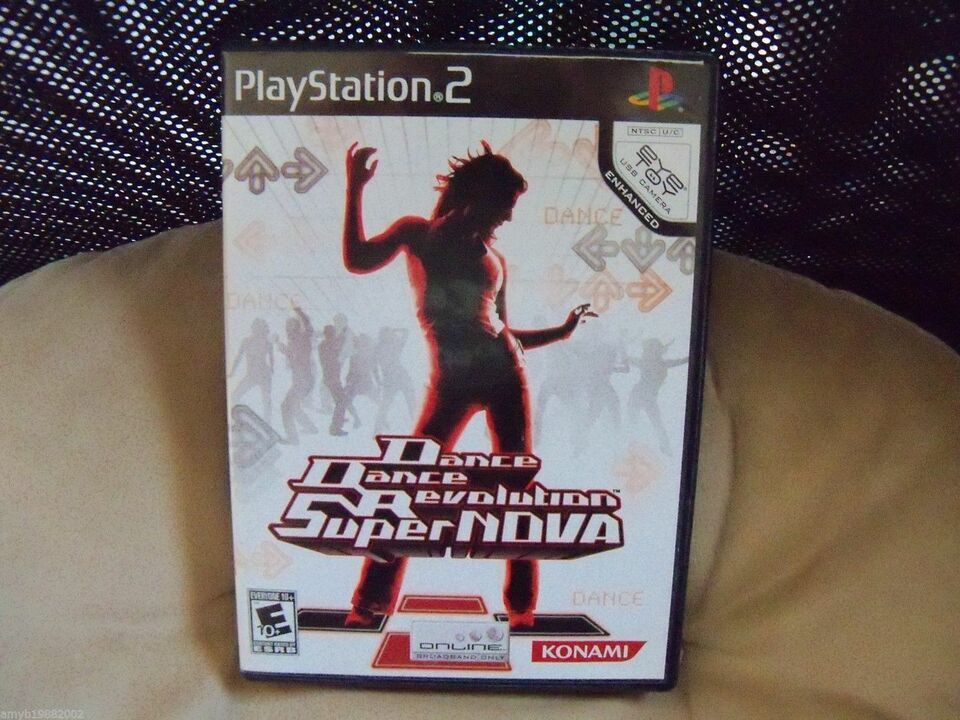 PlayStation®2
NTSC U/C
EYE TOY®
USB CAMERA
ENHANCED
DANCE
DANCE
Dance
Dance
Revolution™
SuperNOVA
DANCE
EVERYONE 10+
E
10+
ESRB
ONLINE
BROADBAND ONLY
KONAMI
amyb19882002